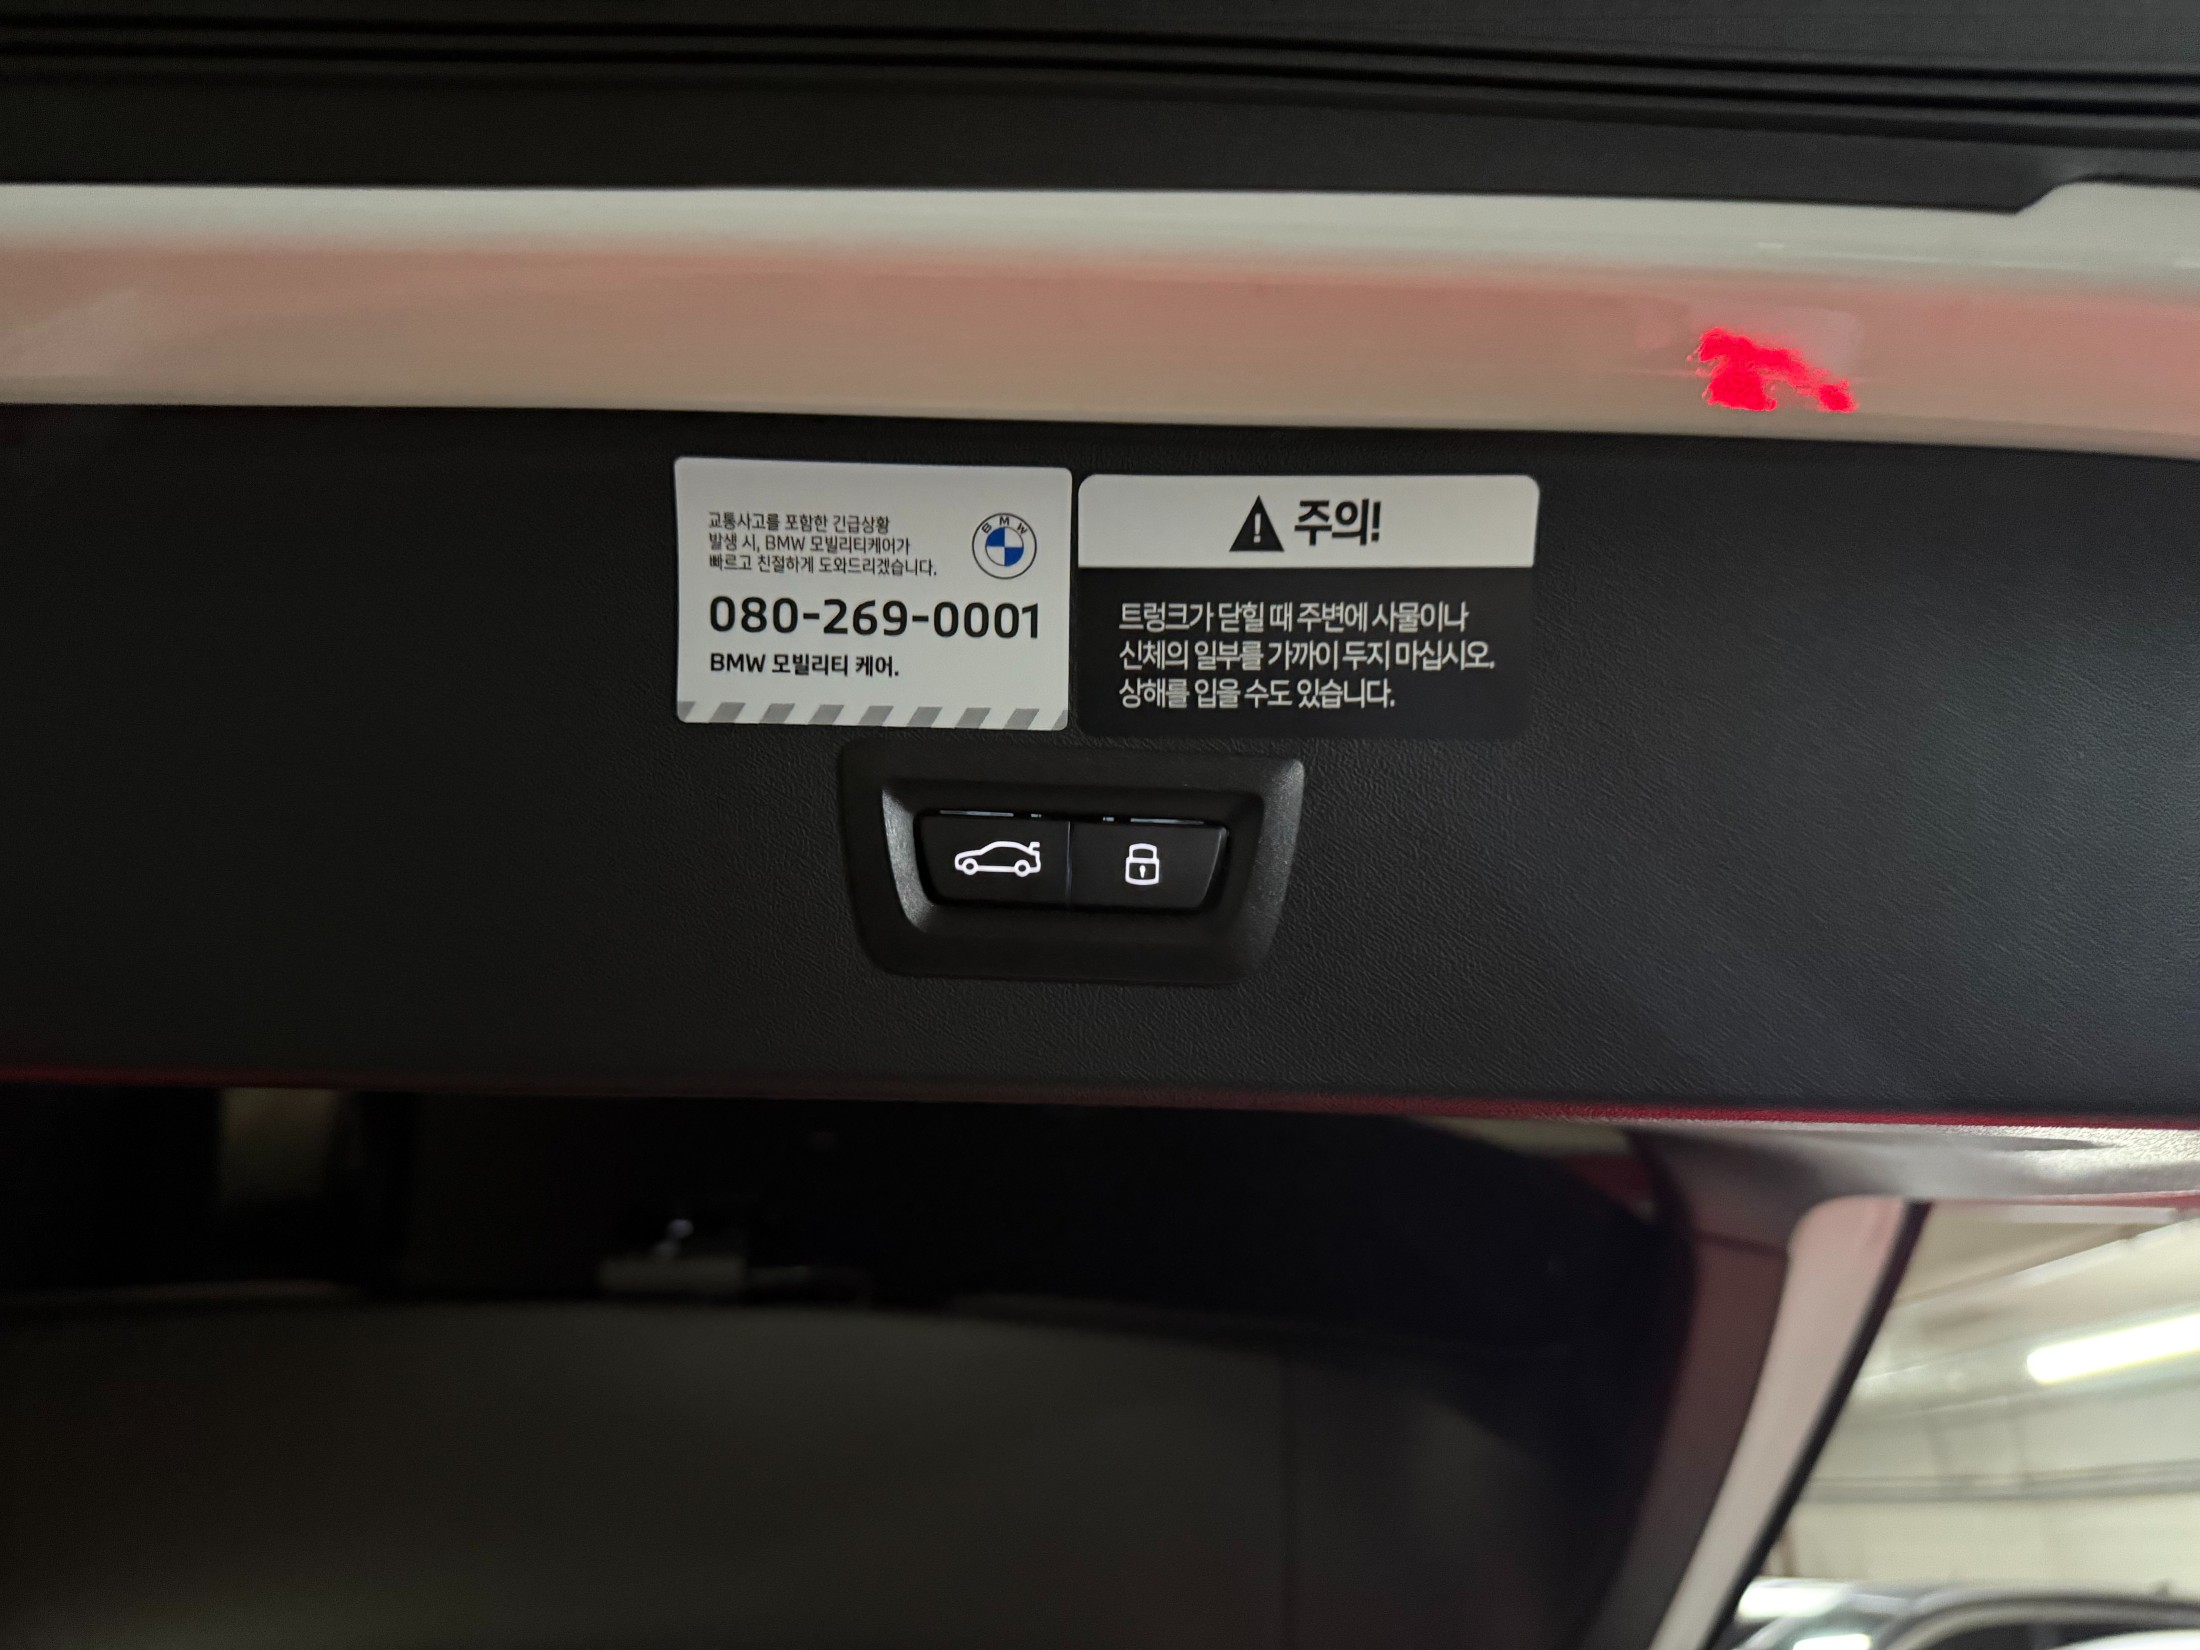 교통사고를 포함한 긴급상황
발생 시, BMW 모빌리티케어가
빠르고 친절하게 도와드리겠습니다.
BMW
080-269-0001
BMW 모빌리티 케어.
주의!
트렁크가 닫힐 때 주변에 사물이나
신체의 일부를 가까이 두지 마십시오.
상해를 입을 수도 있습니다.